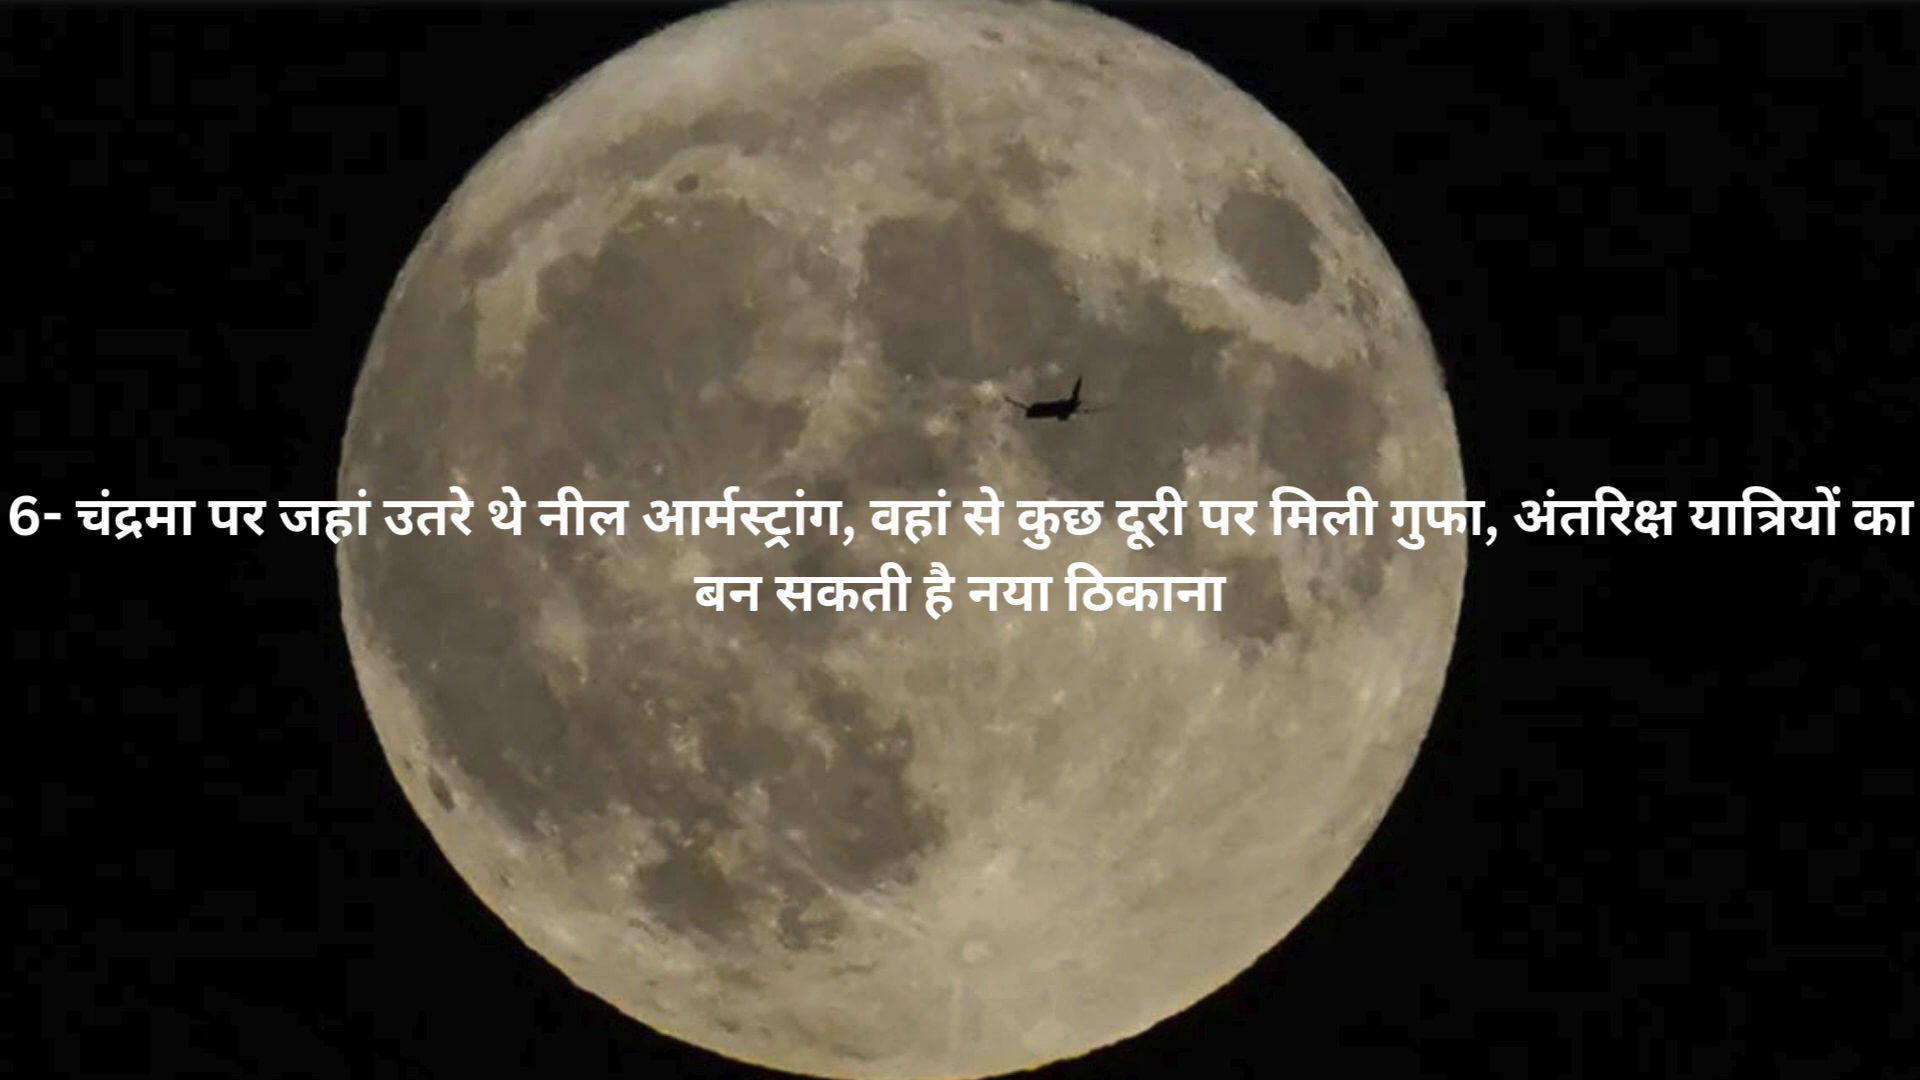 6- चंद्रमा पर जहां उतरे थे नील आर्मस्ट्रांग, वहां से कुछ दूरी पर मिली गुफा, अंतरिक्ष यात्रियों का
बन सकती है नया ठिकाना